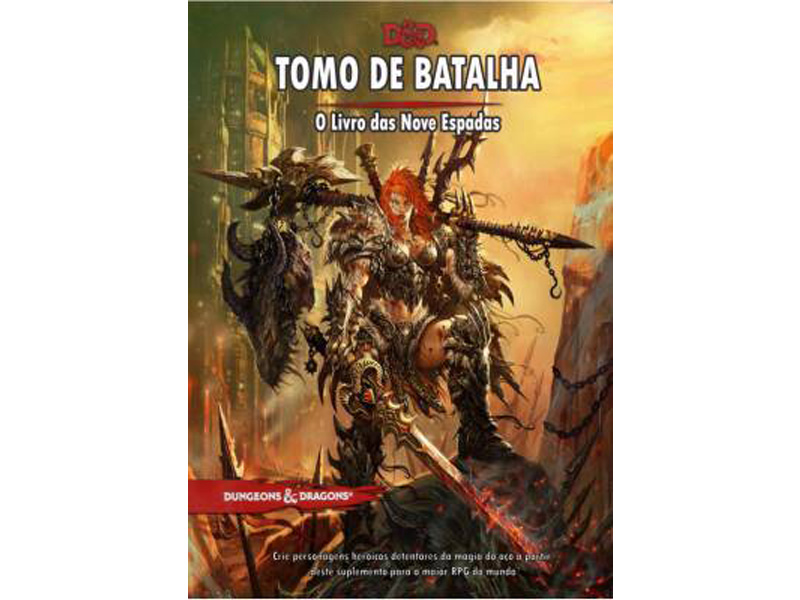 D&D
TOMO DE BATALHA
O Livro das Nove Espadas
DUNGEONS & DRAGONS®
Crie personagens heróicos detentores da magia do aço a partir
deste suplemento para o maior RPG do mundo